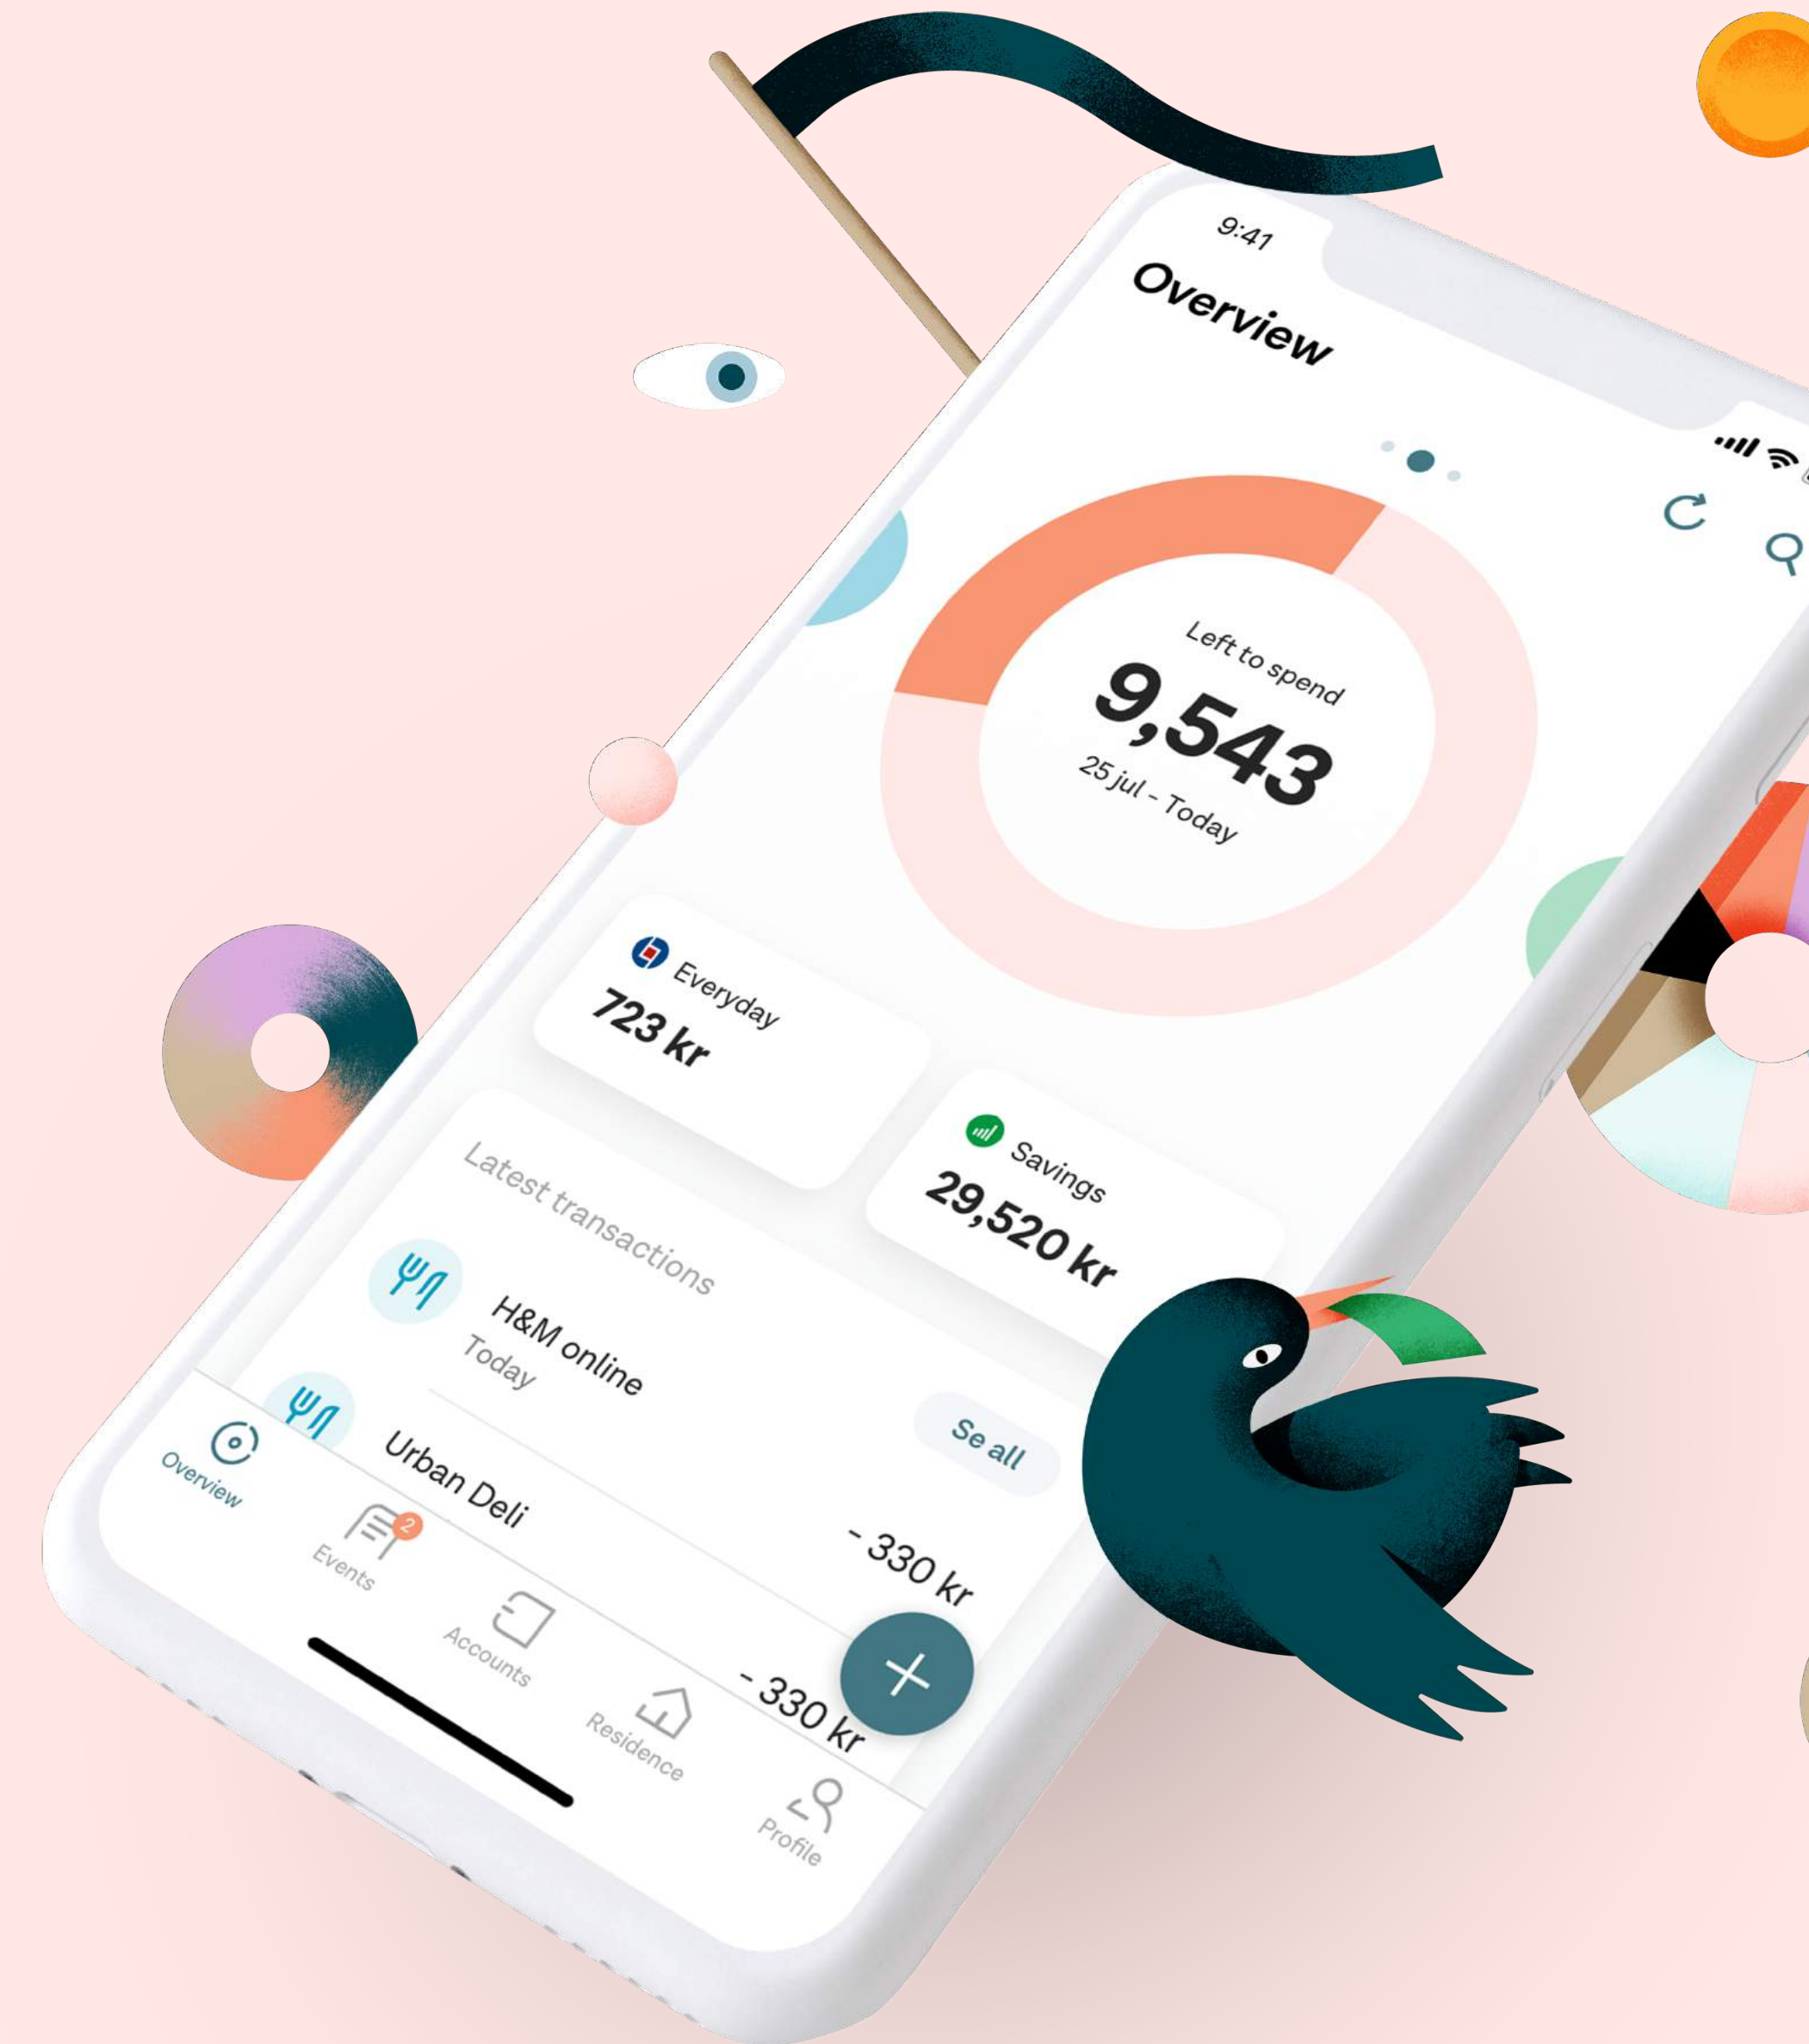 9:41
Overview
Left to spend
9,543
25 jul - Today
Everyday
723 kr
Savings
29,520 kr
Latest transactions
Se all
H&M online
Today
- 330 kr
Urban Deli
- 330 kr
Overview
2
Events
Accounts
Residence
Profile